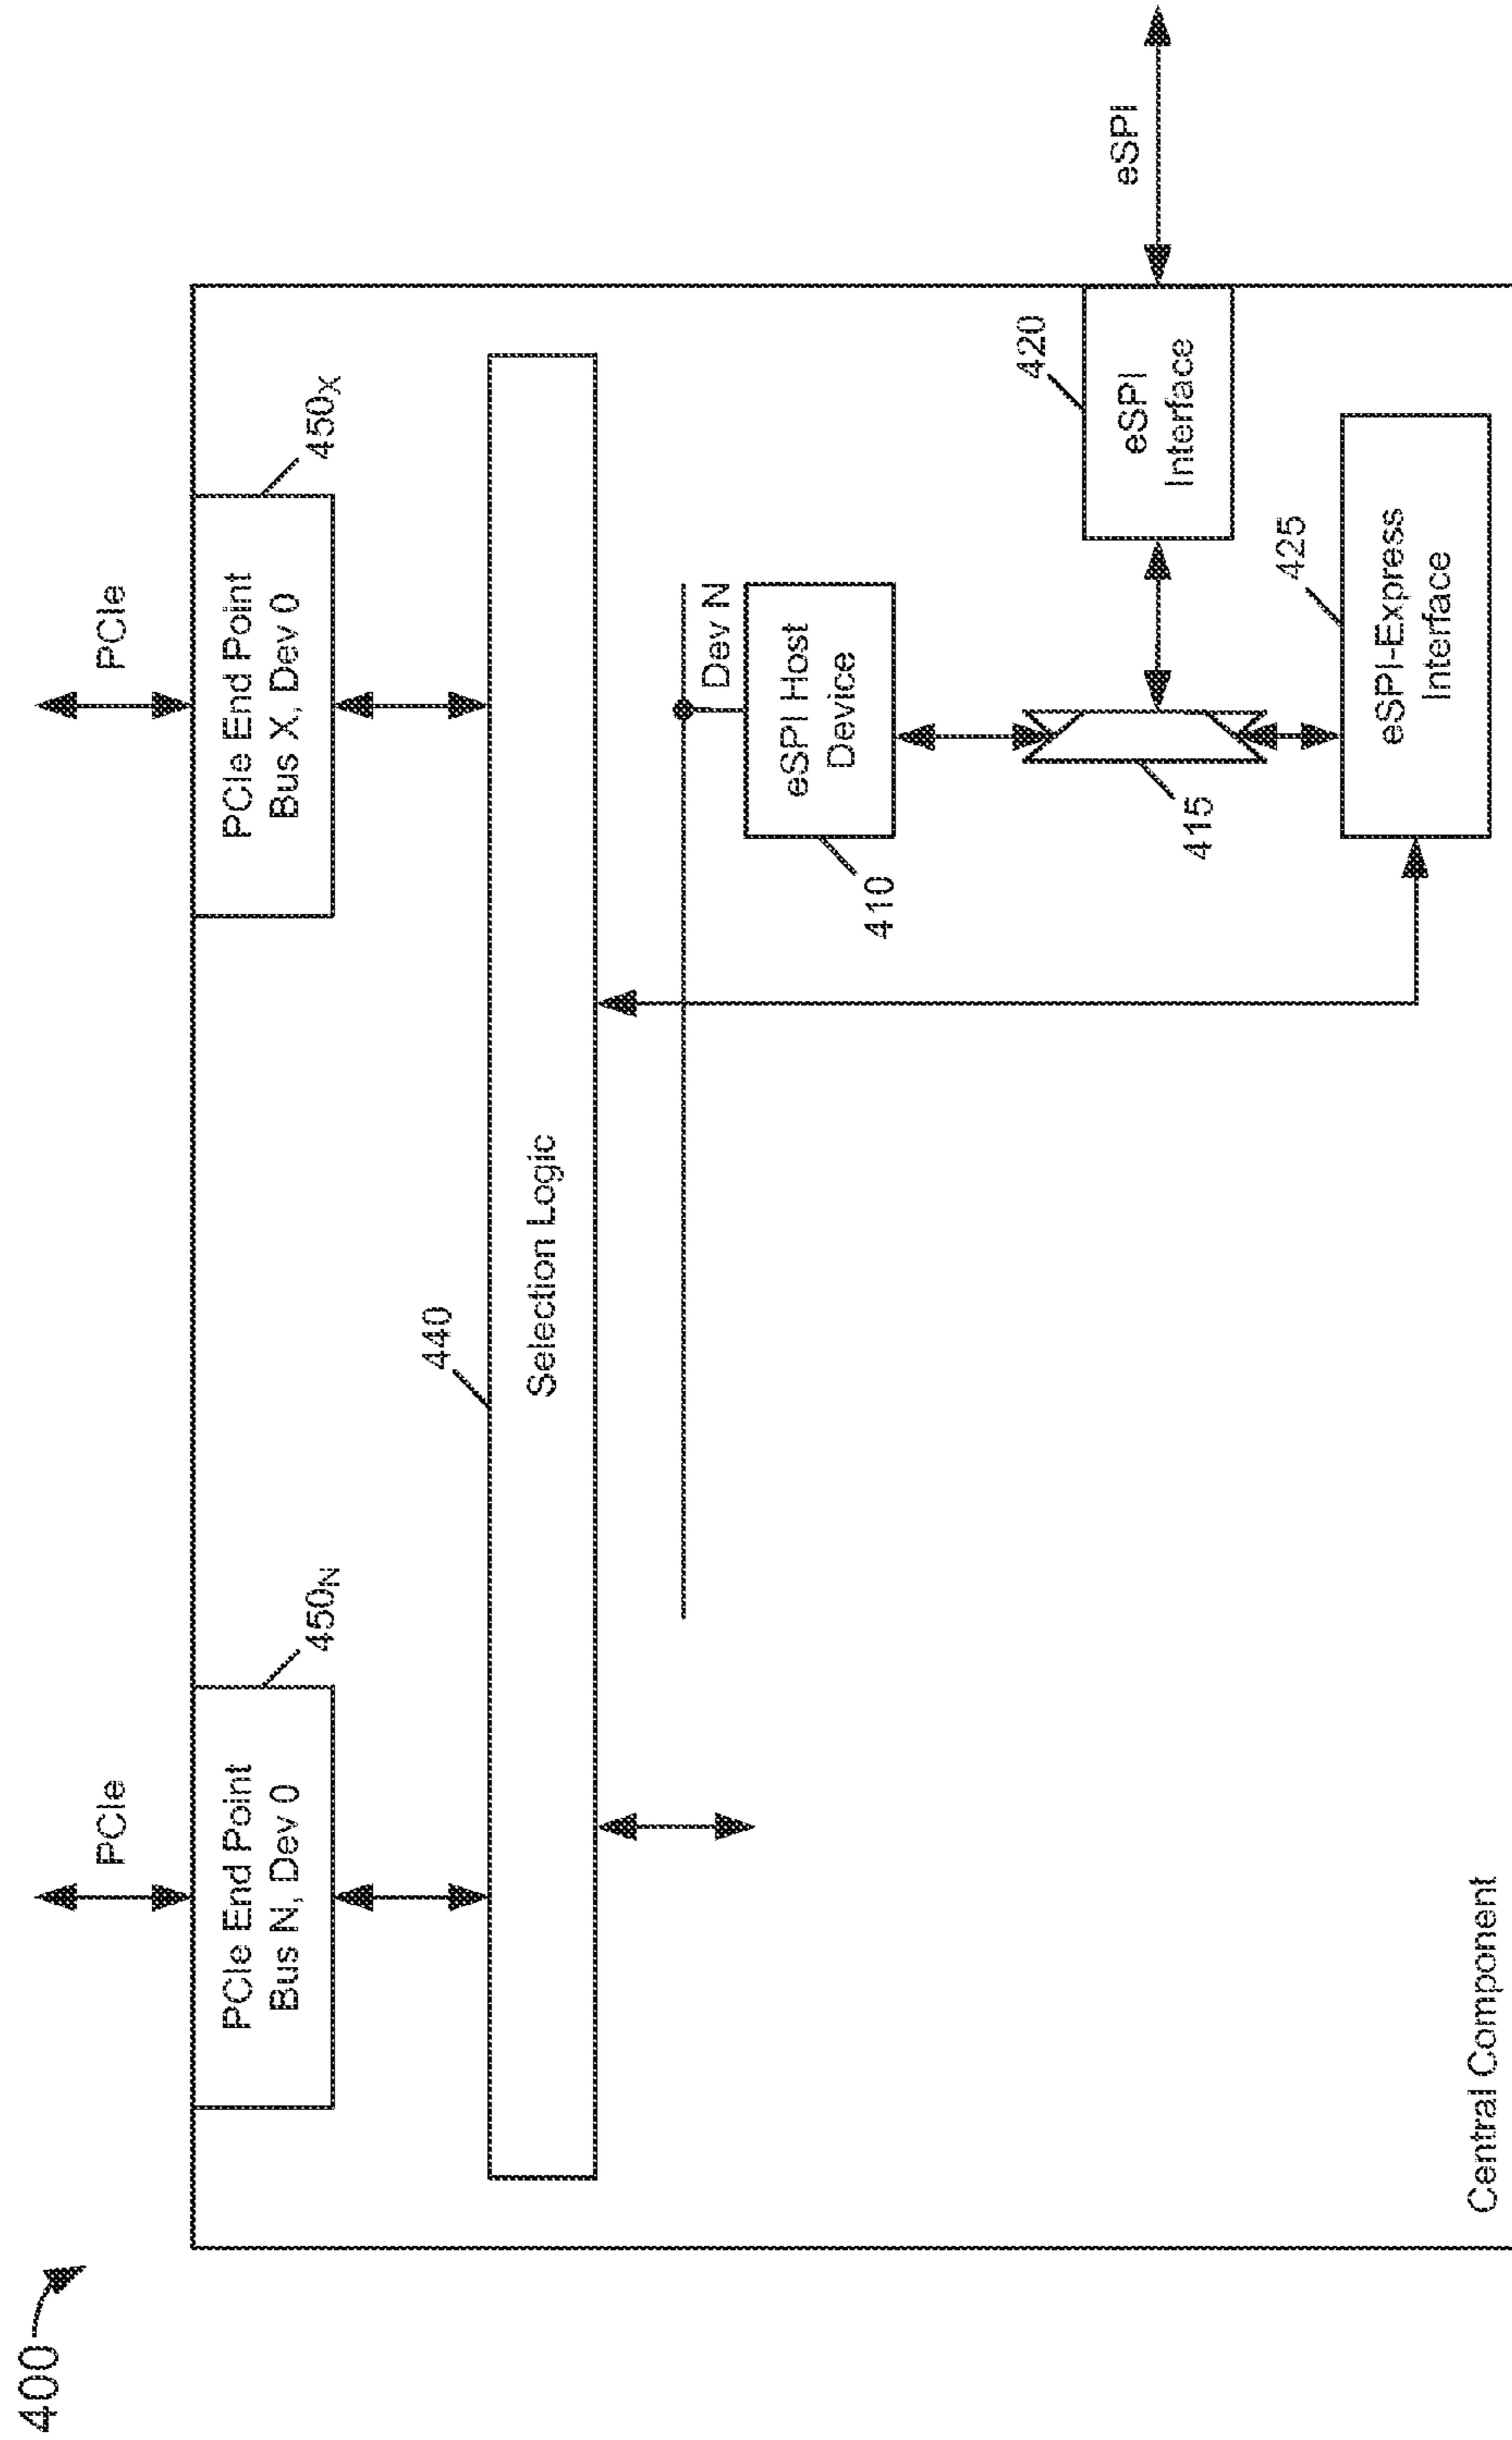 400
PCIe
PCIe
PCIe End Point
Bus N, Dev 0
450N
PCIe End Point
Bus X, Dev 0
450X
440
Selection Logic
Dev N
eSPI Host
Device
410
415
eSPI
Interface
420
eSPI
eSPI-Express
Interface
425
Central Component